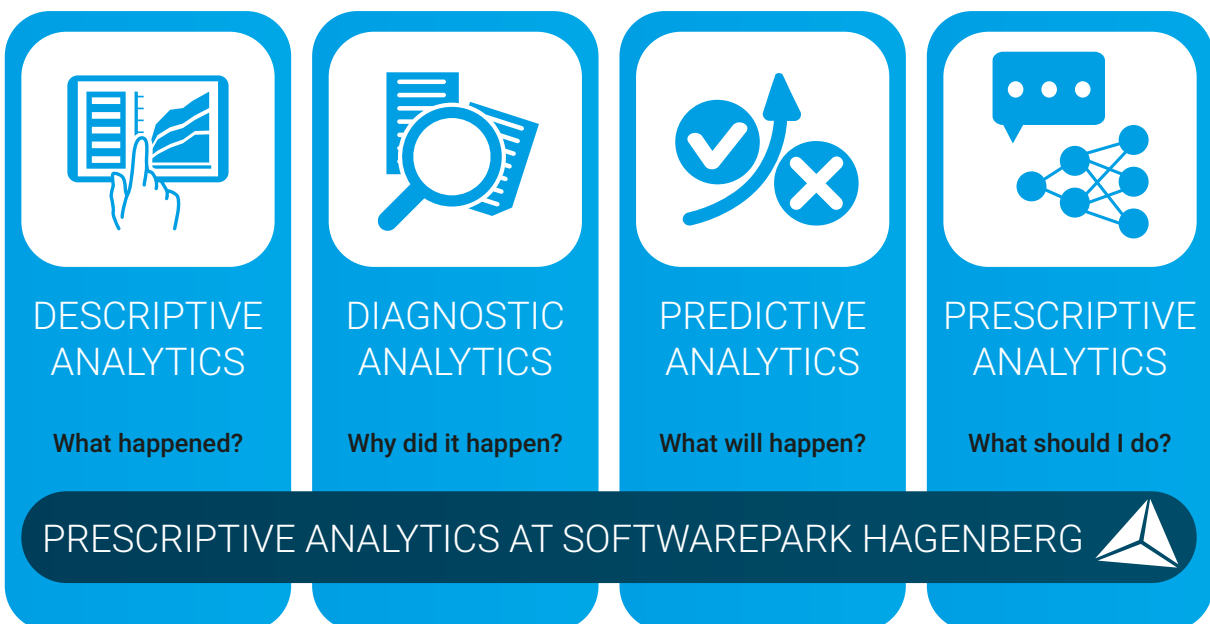 DESCRIPTIVE
ANALYTICS
What happened?
DIAGNOSTIC
ANALYTICS
Why did it happen?
PREDICTIVE
ANALYTICS
What will happen?
PRESCRIPTIVE
ANALYTICS
What should I do?
PRESCRIPTIVE ANALYTICS AT SOFTWAREPARK HAGENBERG